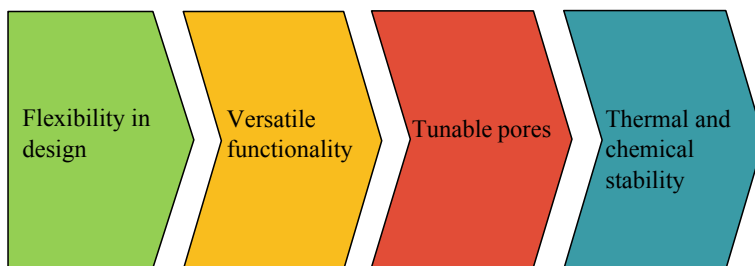 Flexibility in
design
Versatile
functionality
Tunable pores
Thermal and
chemical
stability